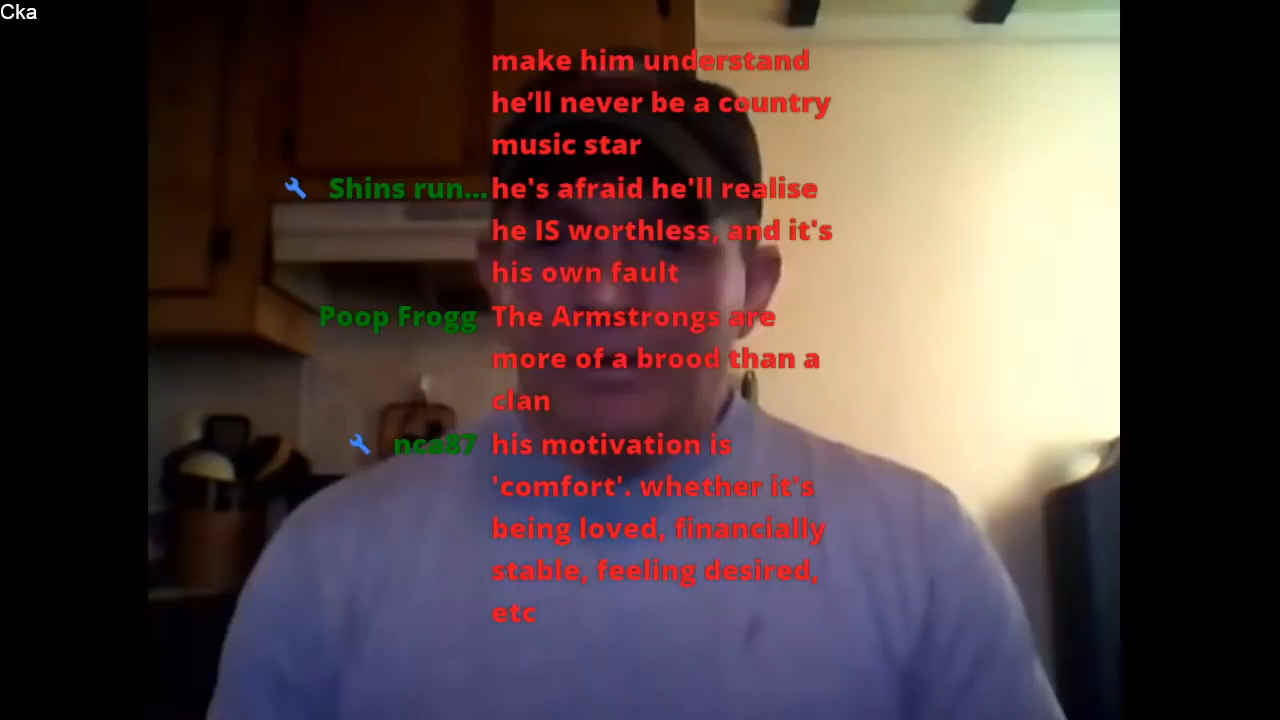 Cka
make him understand
he’ll never be a country
music star
Shins run... he's afraid he'll realise
he IS worthless, and it's
his own fault
Poop Frogg The Armstrongs are
more of a brood than a
clan
nca87 his motivation is
'comfort'. whether it's
being loved, financially
stable, feeling desired,
etc